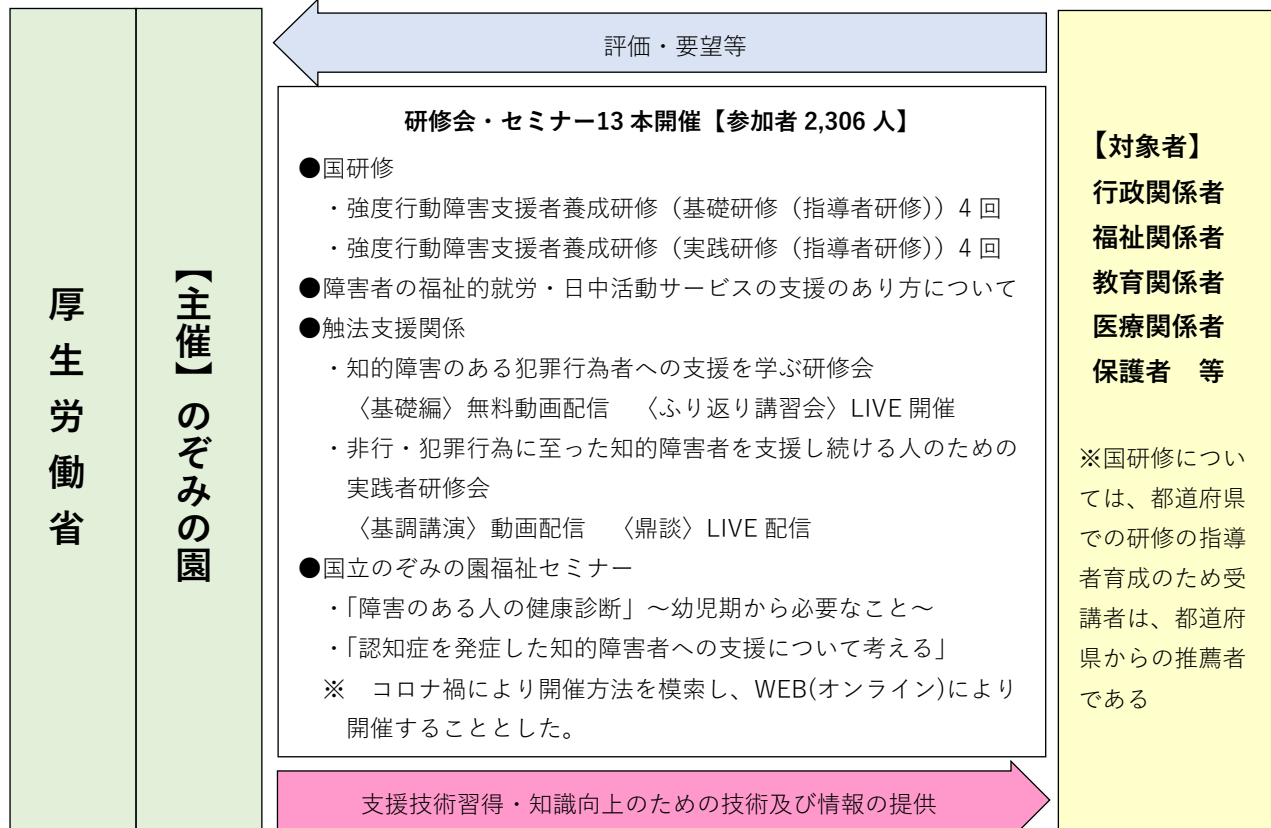 厚生労働省
【主催】のぞみの園
評価・要望等
研修会・セミナー13 本開催【参加者 2,306 人】
●国研修
・強度行動障害支援者養成研修（基礎研修（指導者研修））4 回
・強度行動障害支援者養成研修（実践研修（指導者研修））4 回
●障害者の福祉的就労・日中活動サービスの支援のあり方について
●触法支援関係
・知的障害のある犯罪行為者への支援を学ぶ研修会
〈基礎編〉無料動画配信　〈ふり返り講習会〉LIVE 開催
・非行・犯罪行為に至った知的障害者を支援し続ける人のための
実践者研修会
〈基調講演〉動画配信　〈鼎談〉LIVE 配信
●国立のぞみの園福祉セミナー
・「障害のある人の健康診断」～幼児期から必要なこと～
・「認知症を発症した知的障害者への支援について考える」
※　コロナ禍により開催方法を模索し、WEB(オンライン)により
開催することとした。
支援技術習得・知識向上のための技術及び情報の提供
【対象者】
行政関係者
福祉関係者
教育関係者
医療関係者
保護者　等
※国研修につい
ては、都道府県
での研修の指導
者育成のため受
講者は、都道府
県からの推薦者
である